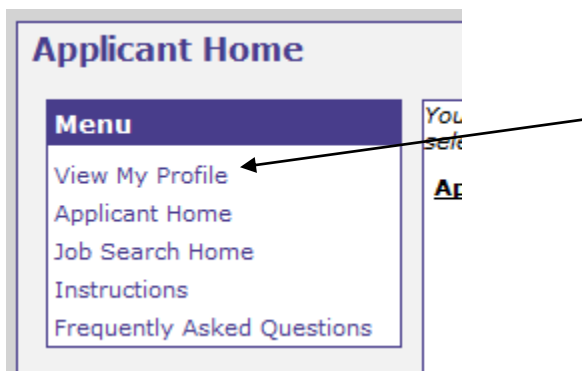 Applicant Home
Menu
View My Profile
Applicant Home
Job Search Home
Instructions
Frequently Asked Questions